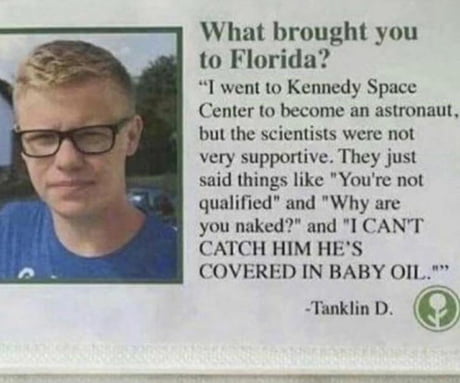 What brought you
to Florida?
“I went to Kennedy Space
Center to become an astronaut,
but the scientists were not
very supportive. They just
said things like "You're not
qualified" and "Why are
you naked?" and "I CAN'T
CATCH HIM HE'S
COVERED IN BABY OIL."”
-Tanklin D.